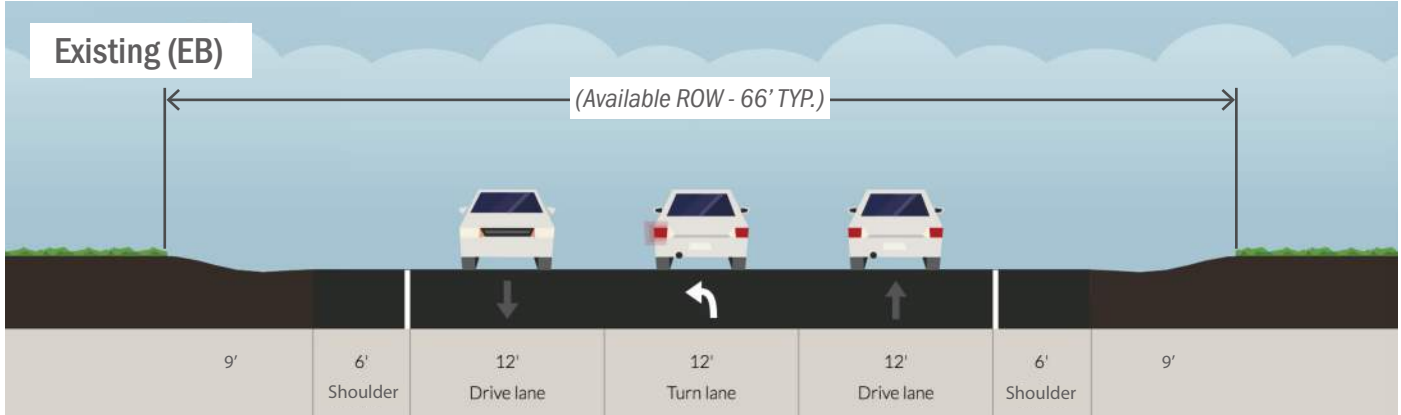 Existing (EB)
(Available ROW - 66' TYP.)
9' 6' 12' 12' 12' 6' 9'
Shoulder Drive lane Turn lane Drive lane Shoulder